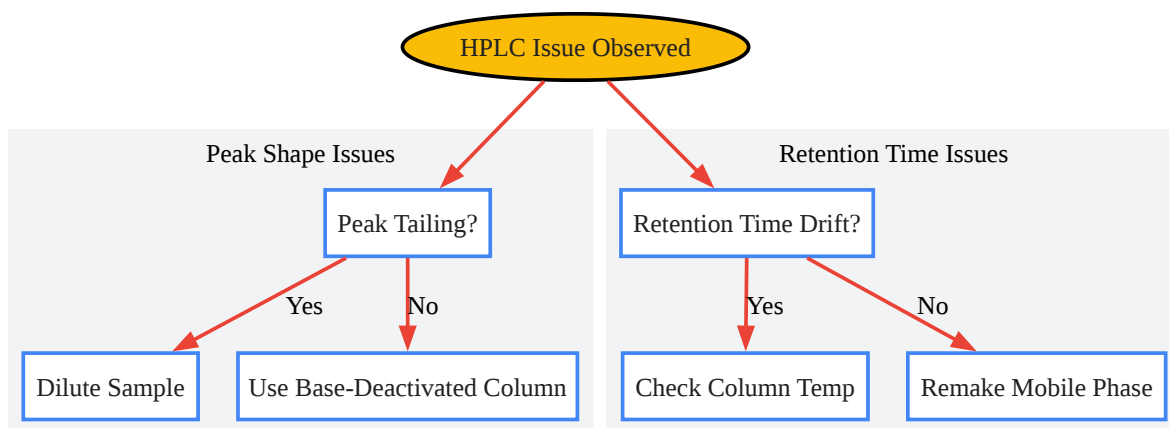 HPLC Issue Observed
Peak Shape Issues
Retention Time Issues
Peak Tailing?
Retention Time Drift?
Yes
No
Yes
No
Dilute Sample
Use Base-Deactivated Column
Check Column Temp
Remake Mobile Phase